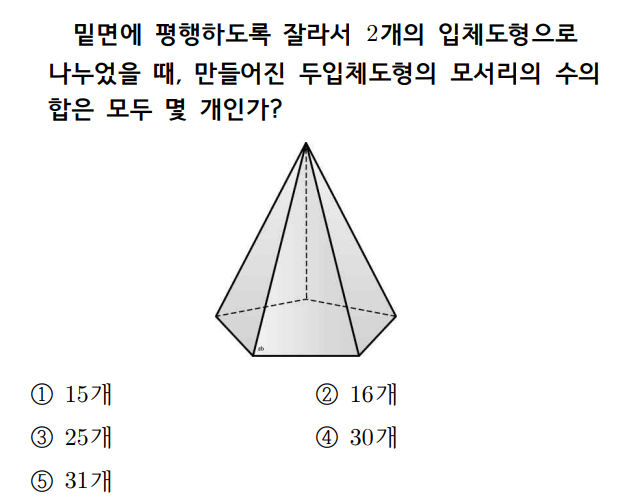 밑면에 평행하도록 잘라서 2개의 입체도형으로
나누었을 때, 만들어진 두입체도형의 모서리의 수의
합은 모두 몇 개인가?
① 15개
② 16개
③ 25개
④ 30개
⑤ 31개